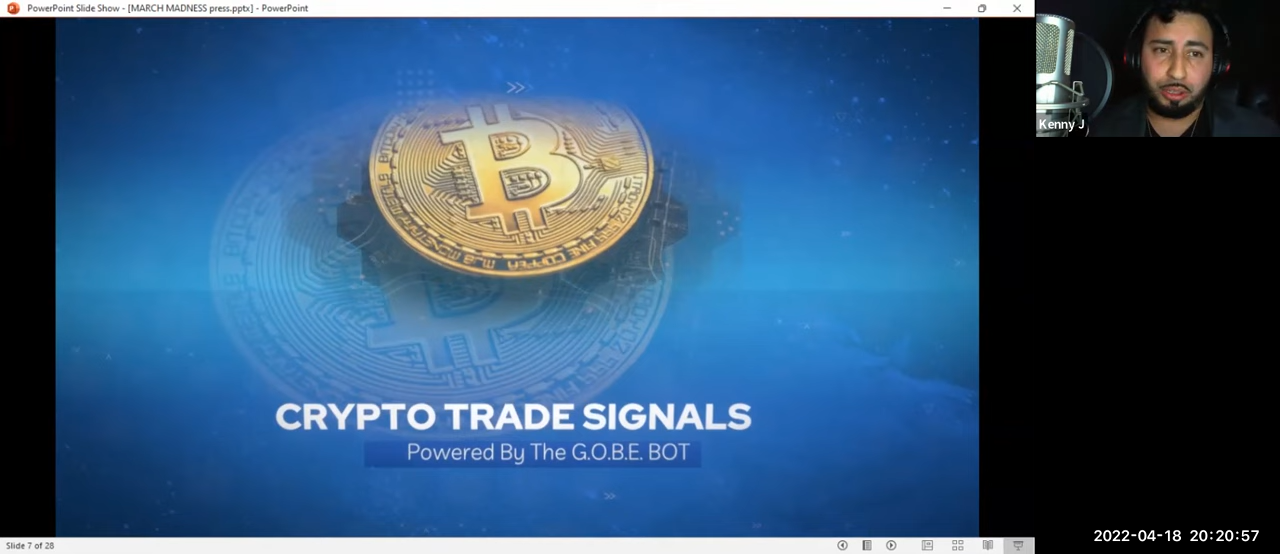 PowerPoint Slide Show - [MARCH MADNESS press.pptx] - PowerPoint
Kenny J
CRYPTO TRADE SIGNALS
Powered By The G.O.B.E. BOT
Slide 7 of 28
2022-04-18 20:20:57